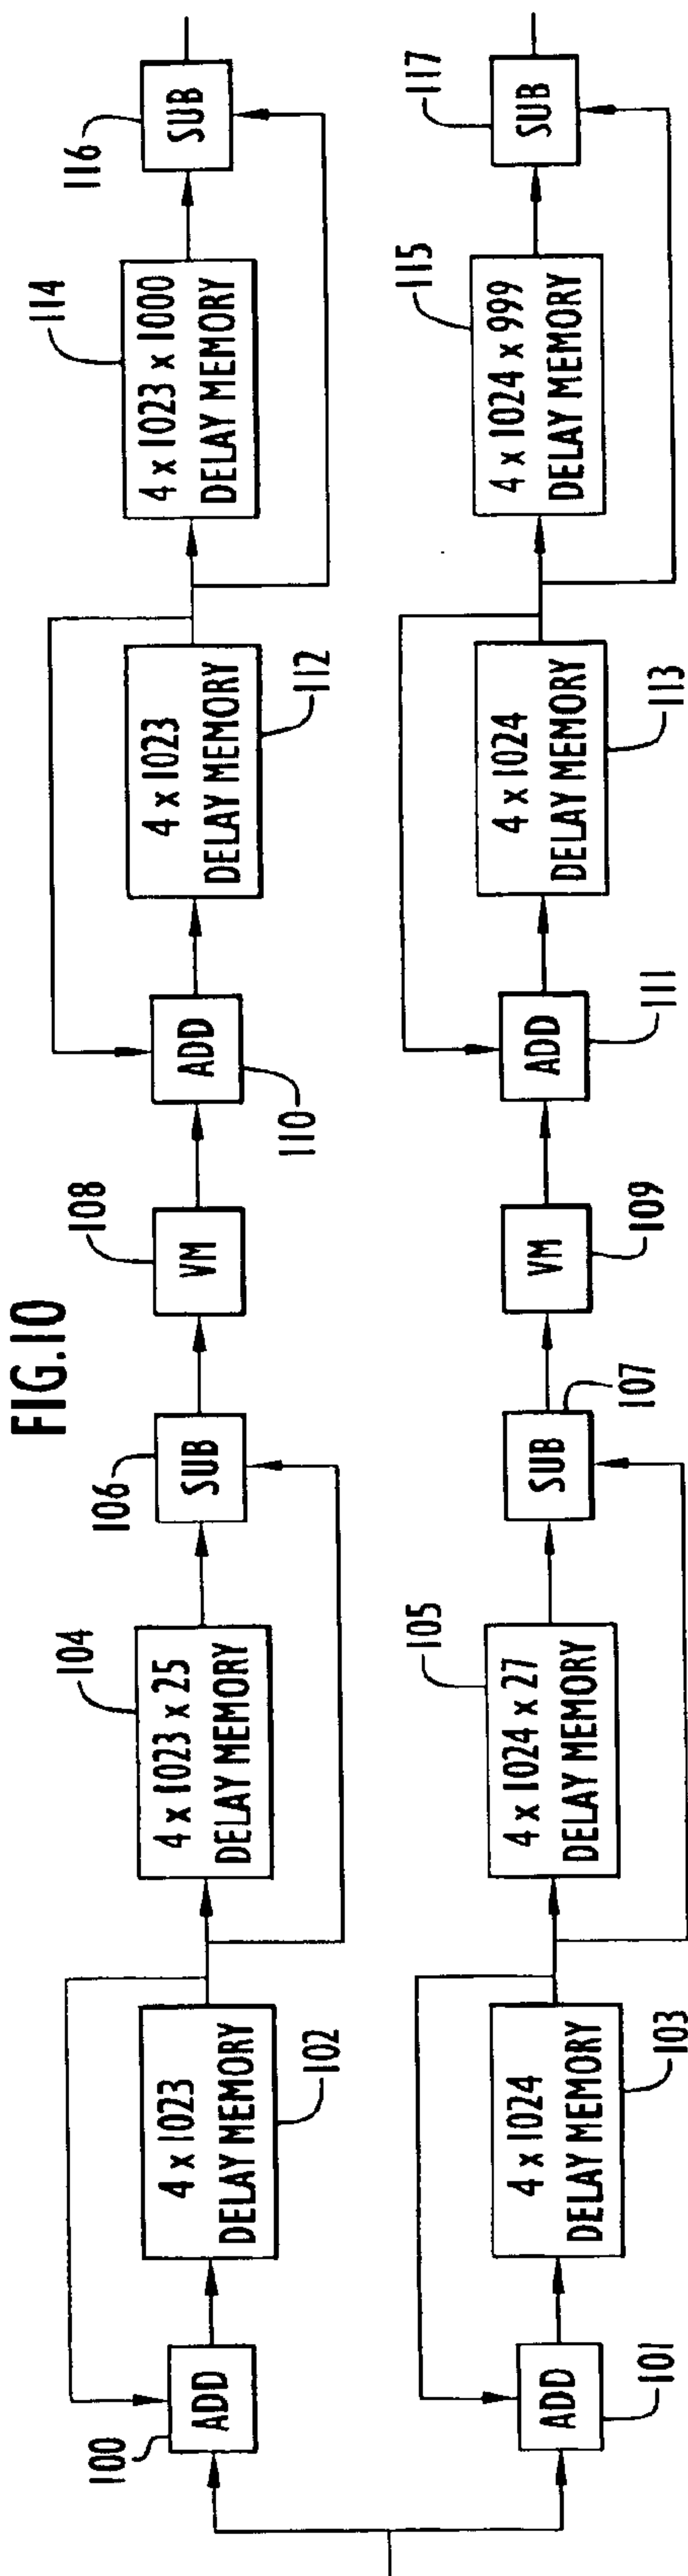 FIG.10
100
ADD
4 x 1023
DELAY MEMORY
102
104
4 x 1023 x 25
DELAY MEMORY
106
SUB
108
VM
ADD
110
4 x 1023
DELAY MEMORY
112
114
4 x 1023 x 1000
DELAY MEMORY
116
SUB
ADD
101
4 x 1024
DELAY MEMORY
103
105
4 x 1024 x 27
DELAY MEMORY
SUB
107
VM
109
ADD
111
4 x 1024
DELAY MEMORY
113
115
4 x 1024 x 999
DELAY MEMORY
117
SUB